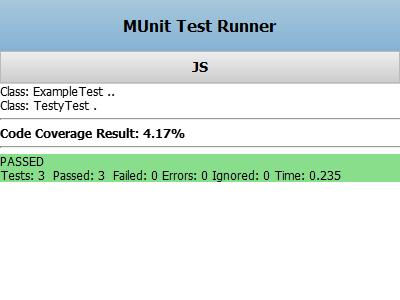 MUnit Test Runner
JS
Class: ExampleTest ..
Class: TestyTest .
Code Coverage Result: 4.17%
PASSED
Tests: 3 Passed: 3 Failed: 0 Errors: 0 Ignored: 0 Time: 0.235